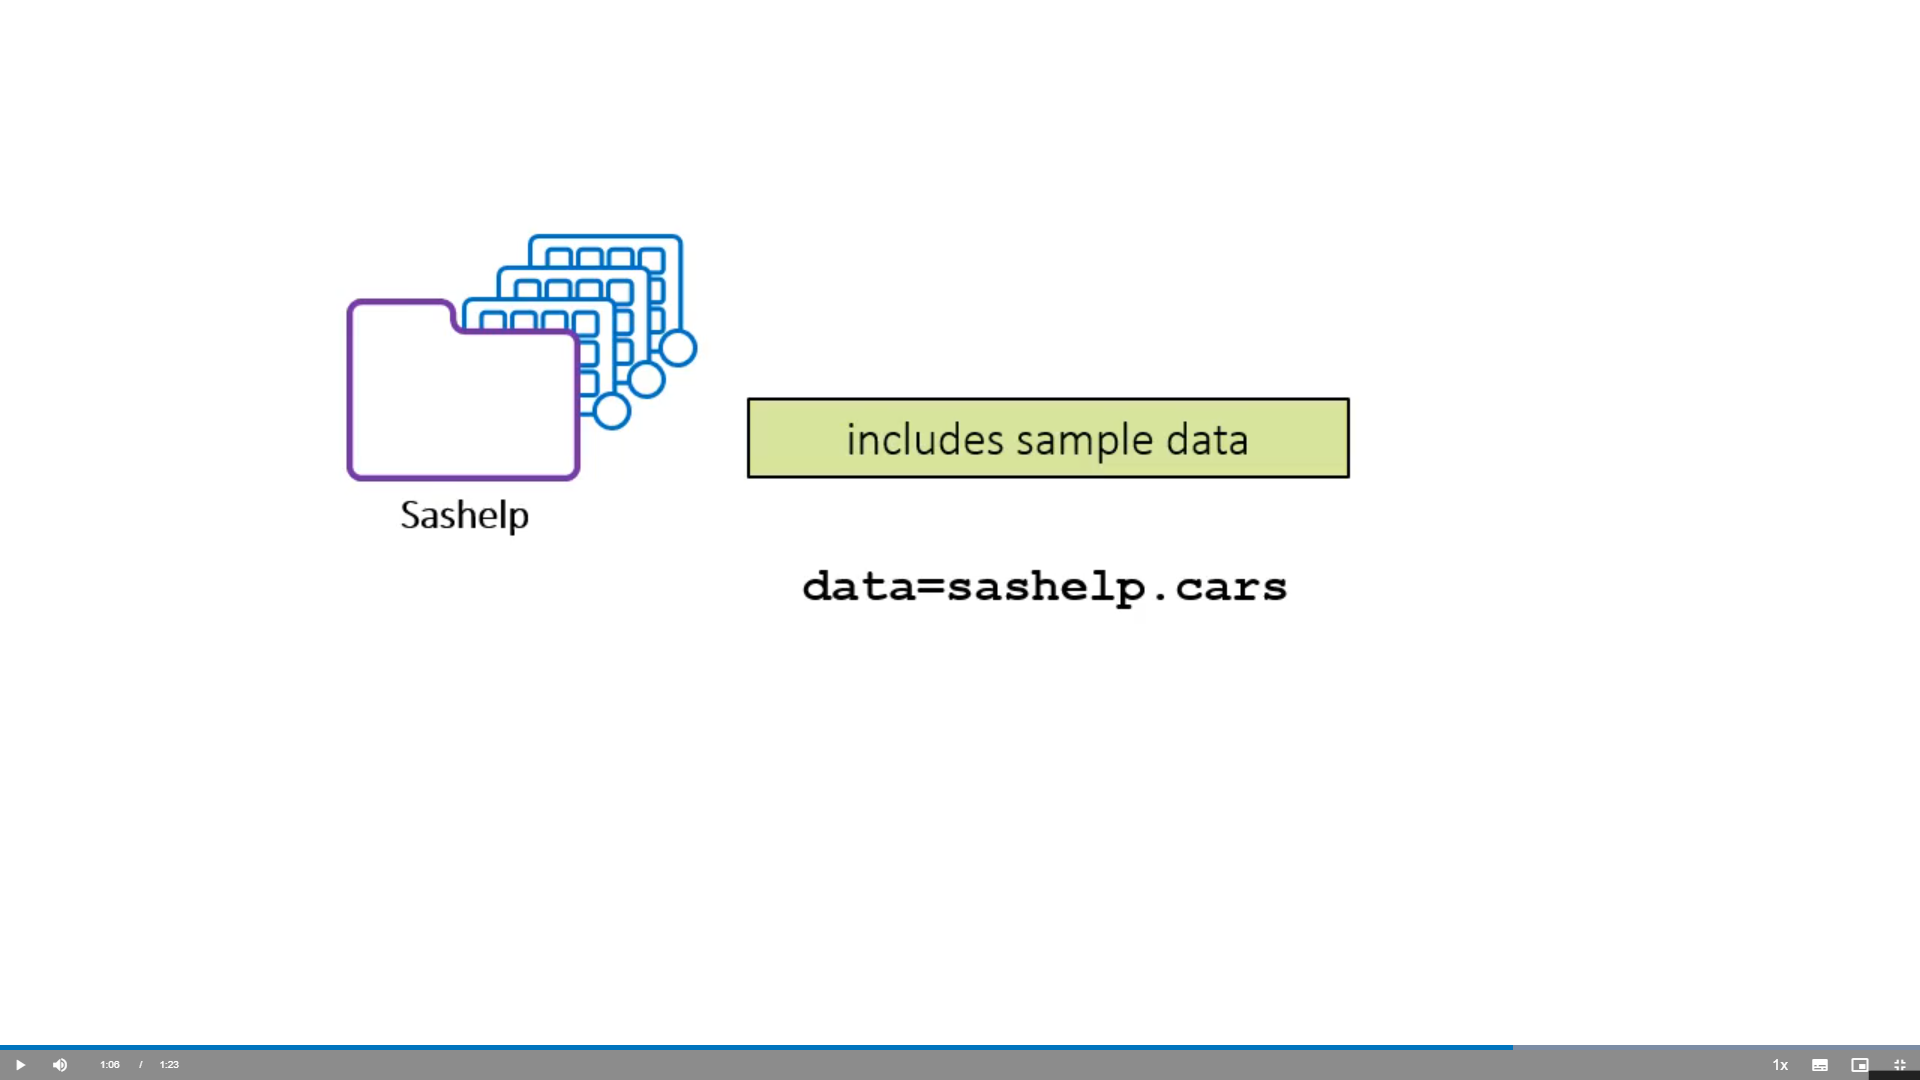 includes sample data
Sashelp
data=sashelp.cars
1:06 / 1:23
1x